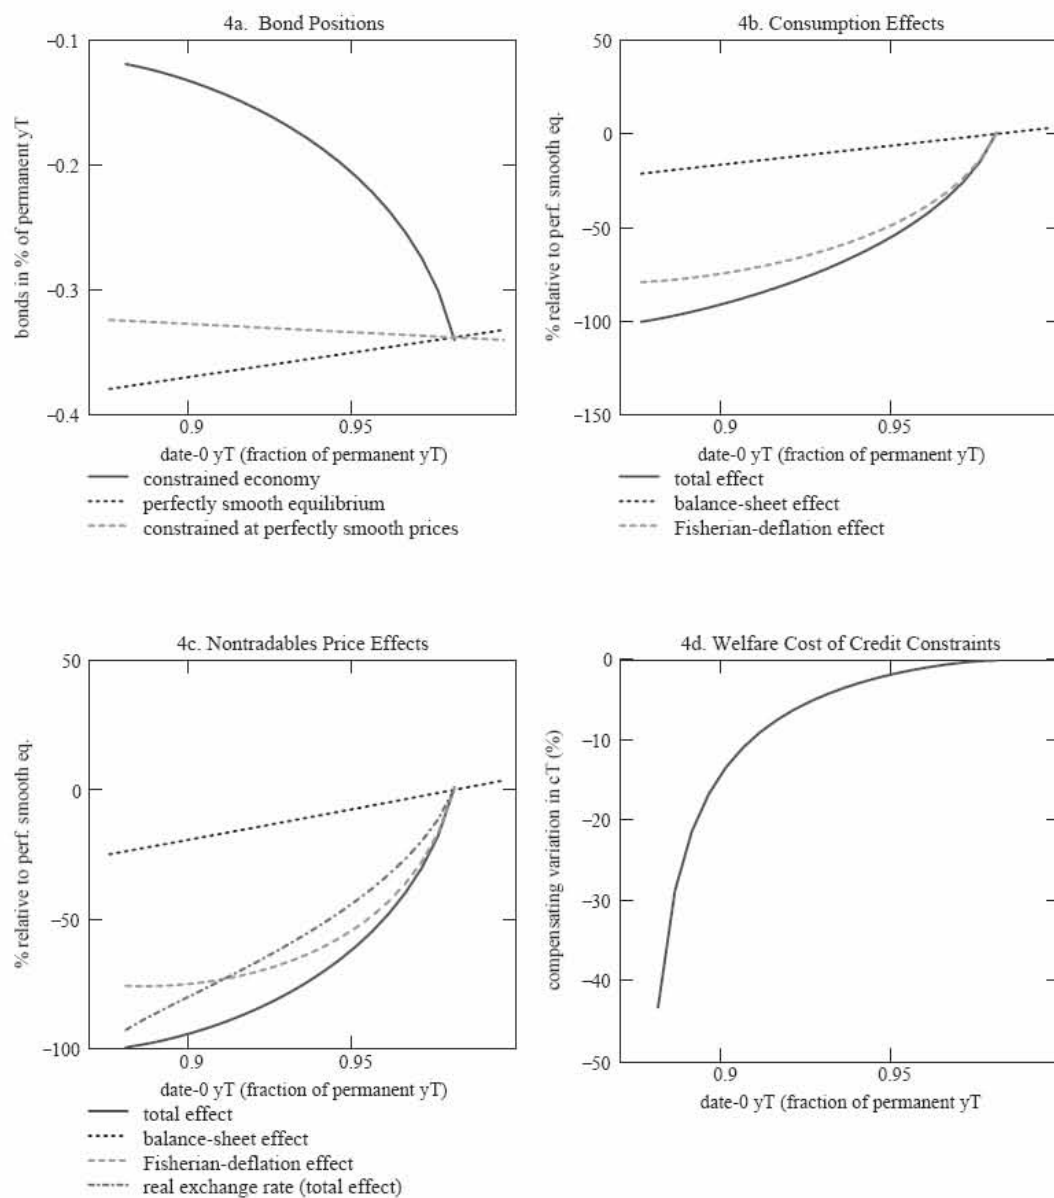 4a. Bond Positions
−0.1
−0.2
−0.3
−0.4
bonds in % of permanent yT
0.9
0.95
date-0 yT (fraction of permanent yT)
constrained economy
perfectly smooth equilibrium
constrained at perfectly smooth prices
4b. Consumption Effects
50
0
−50
−100
−150
% relative to perf. smooth eq.
0.9
0.95
date-0 yT (fraction of permanent yT)
total effect
balance-sheet effect
Fisherian-deflation effect
4c. Nontradables Price Effects
50
0
−50
−100
% relative to perf. smooth eq.
0.9
0.95
date-0 yT (fraction of permanent yT)
total effect
balance-sheet effect
Fisherian-deflation effect
real exchange rate (total effect)
4d. Welfare Cost of Credit Constraints
0
−10
−20
−30
−40
−50
compensating variation in cT (%)
0.9
0.95
date-0 yT (fraction of permanent yT